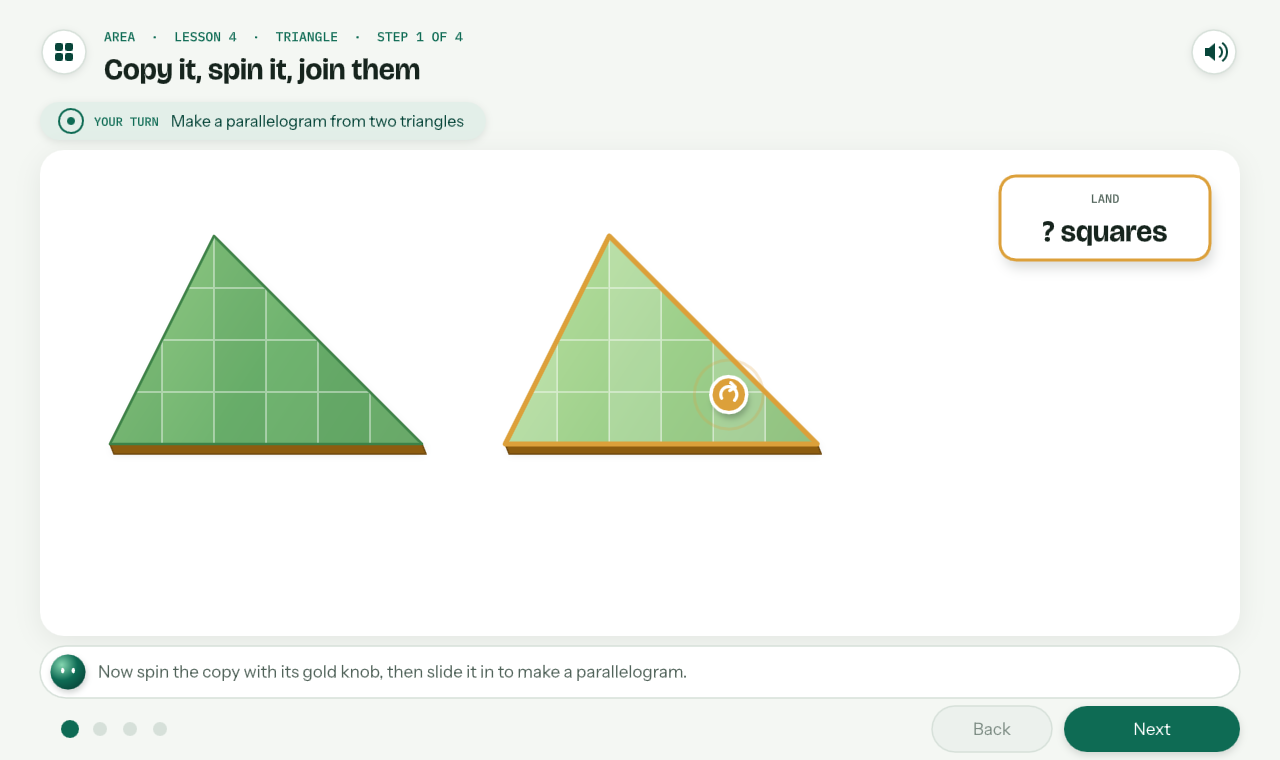 AREA · LESSON 4 · TRIANGLE · STEP 1 OF 4
Copy it, spin it, join them
YOUR TURN Make a parallelogram from two triangles
LAND
? squares
Now spin the copy with its gold knob, then slide it in to make a parallelogram.
Back
Next